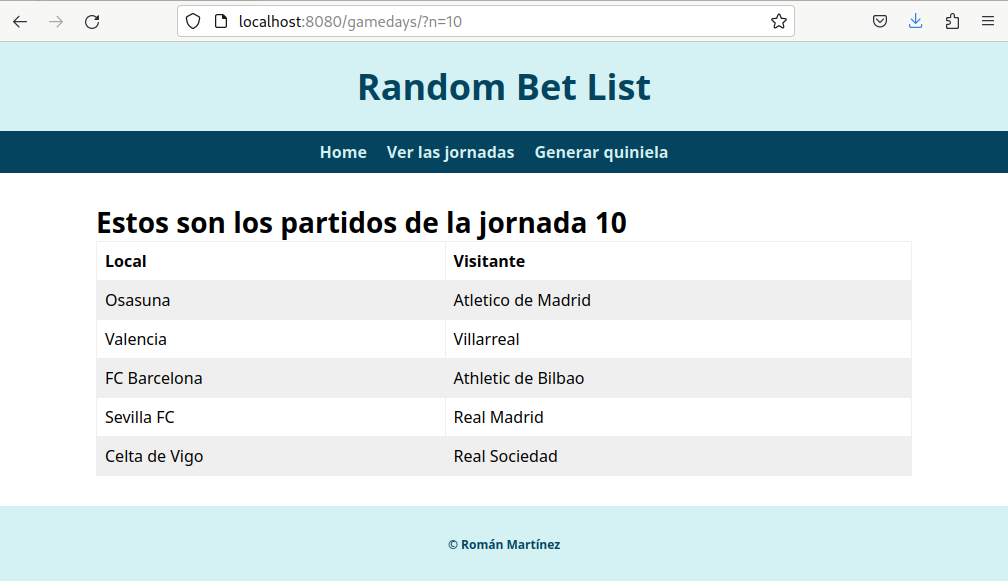 localhost:8080/gamedays/?n=10
Random Bet List
Home Ver las jornadas Generar quiniela
Estos son los partidos de la jornada 10
Local Visitante
Osasuna Atletico de Madrid
Valencia Villarreal
FC Barcelona Athletic de Bilbao
Sevilla FC Real Madrid
Celta de Vigo Real Sociedad
© Román Martínez